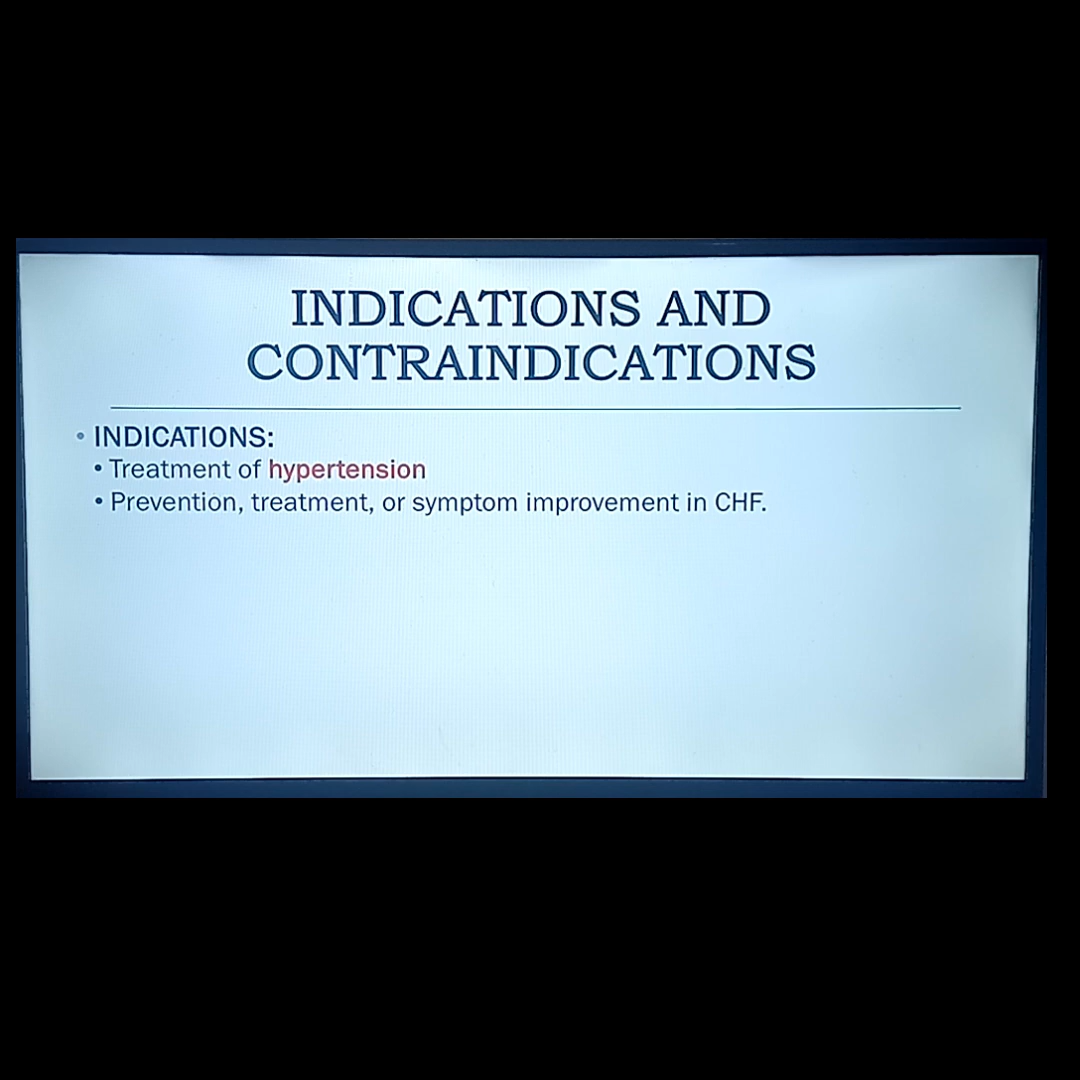 INDICATIONS AND
CONTRAINDICATIONS
• INDICATIONS:
• Treatment of hypertension
• Prevention, treatment, or symptom improvement in CHF.